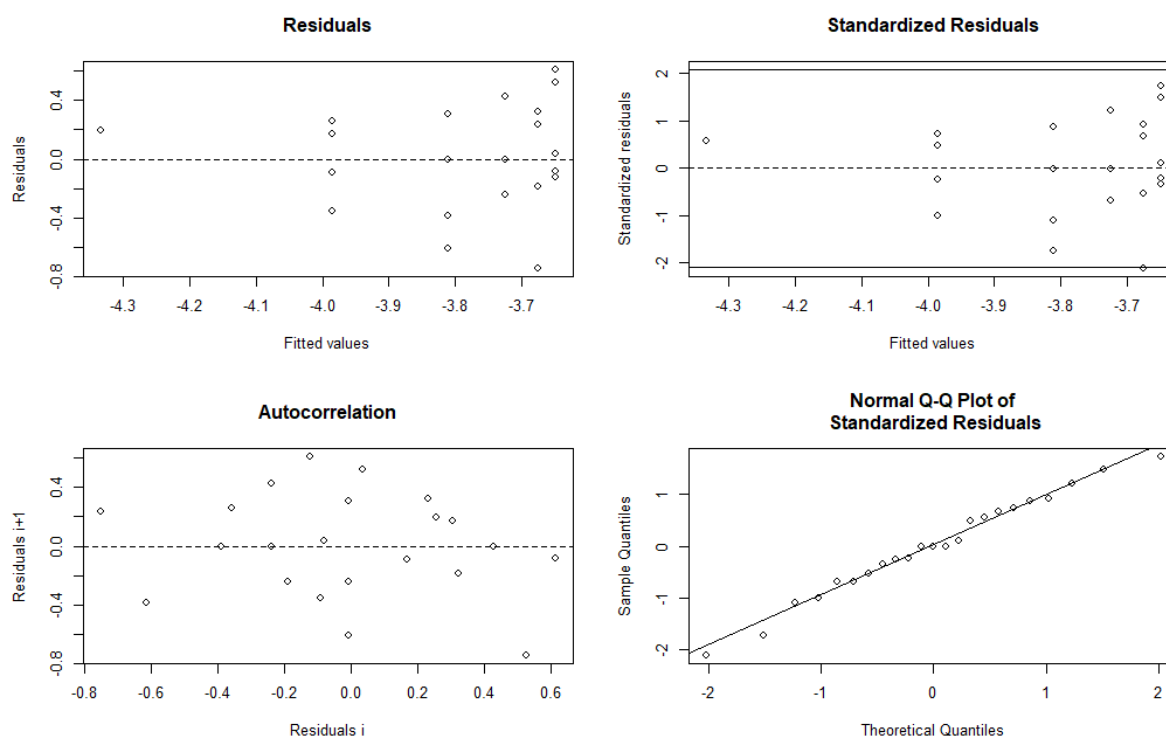 Residuals
Residuals
0.4
0.0
-0.4
-0.8
-4.3 -4.2 -4.1 -4.0 -3.9 -3.8 -3.7
Fitted values
Standardized Residuals
Standardized residuals
2
1
0
-1
-2
-4.3 -4.2 -4.1 -4.0 -3.9 -3.8 -3.7
Fitted values
Autocorrelation
Residuals i+1
0.4
0.0
-0.4
-0.8
-0.8 -0.6 -0.4 -0.2 0.0 0.2 0.4 0.6
Residuals i
Normal Q-Q Plot of
Standardized Residuals
Sample Quantiles
1
0
-1
-2
-2 -1 0 1 2
Theoretical Quantiles